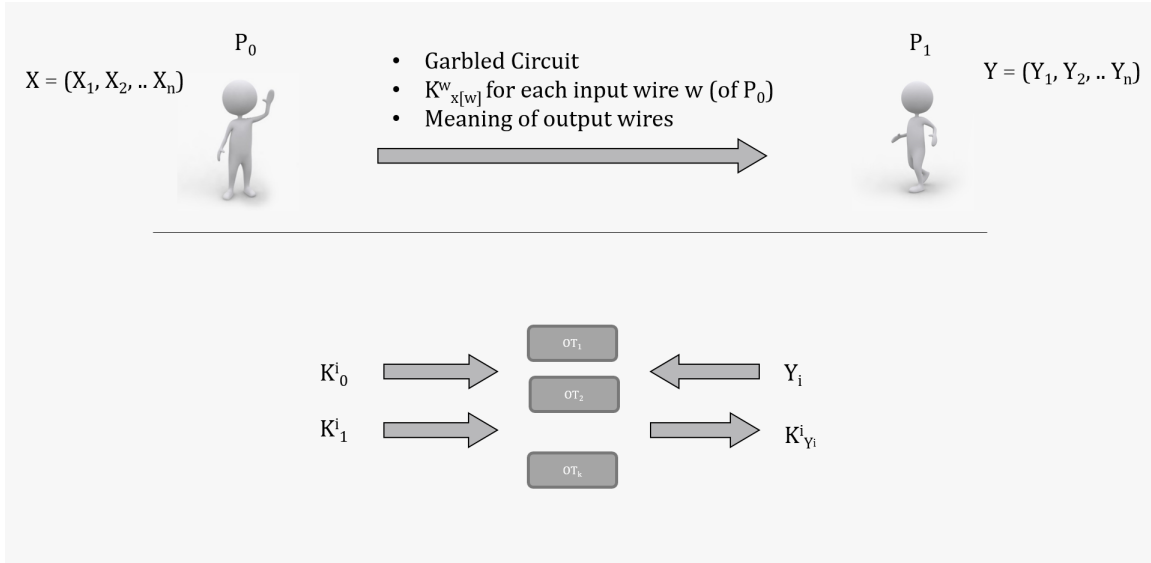 P₀
P₁
X = (X₁, X₂, .. Xₙ)
Y = (Y₁, Y₂, .. Yₙ)
• Garbled Circuit
• Kʷₓ[w] for each input wire w (of P₀)
• Meaning of output wires
OT₁
Kⁱ₀
Yᵢ
OT₂
Kⁱ₁
Kⁱ_Yᵢ
OTₖ